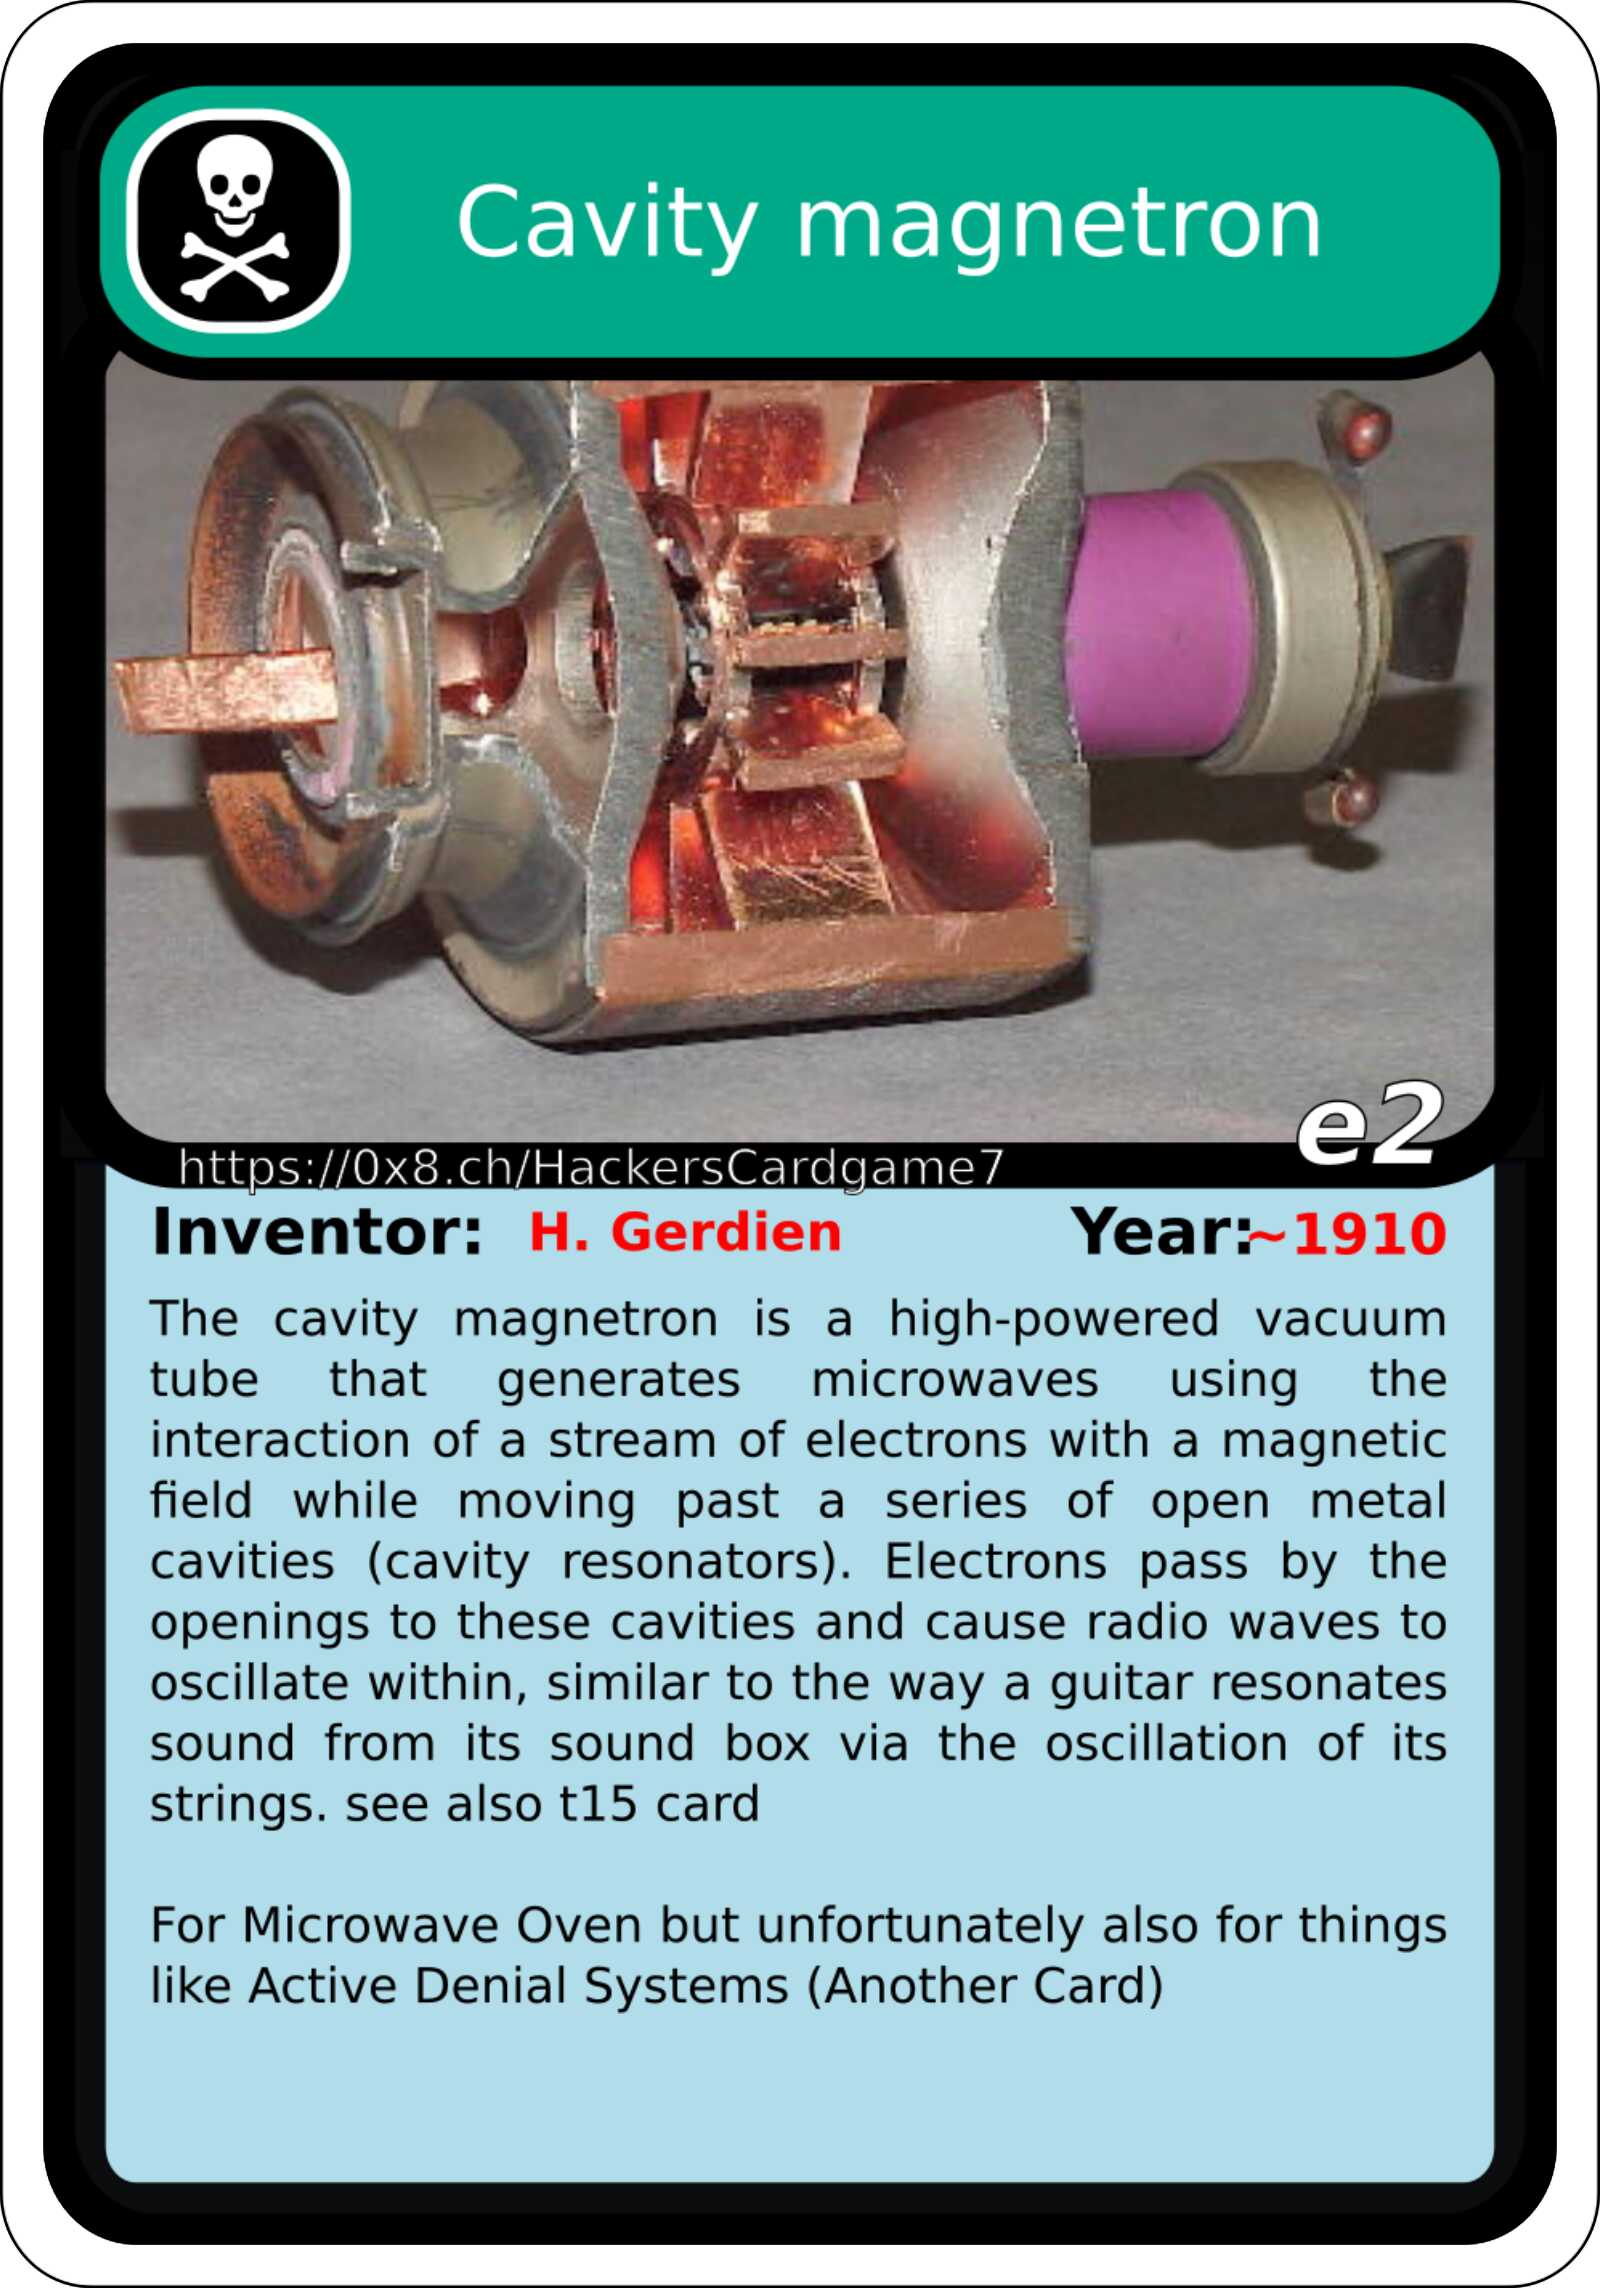 Cavity magnetron
e2
https://0x8.ch/HackersCardgame7
Inventor: H. Gerdien Year:~1910
The cavity magnetron is a high-powered vacuum
tube that generates microwaves using the
interaction of a stream of electrons with a magnetic
field while moving past a series of open metal
cavities (cavity resonators). Electrons pass by the
openings to these cavities and cause radio waves to
oscillate within, similar to the way a guitar resonates
sound from its sound box via the oscillation of its
strings. see also t15 card
For Microwave Oven but unfortunately also for things
like Active Denial Systems (Another Card)